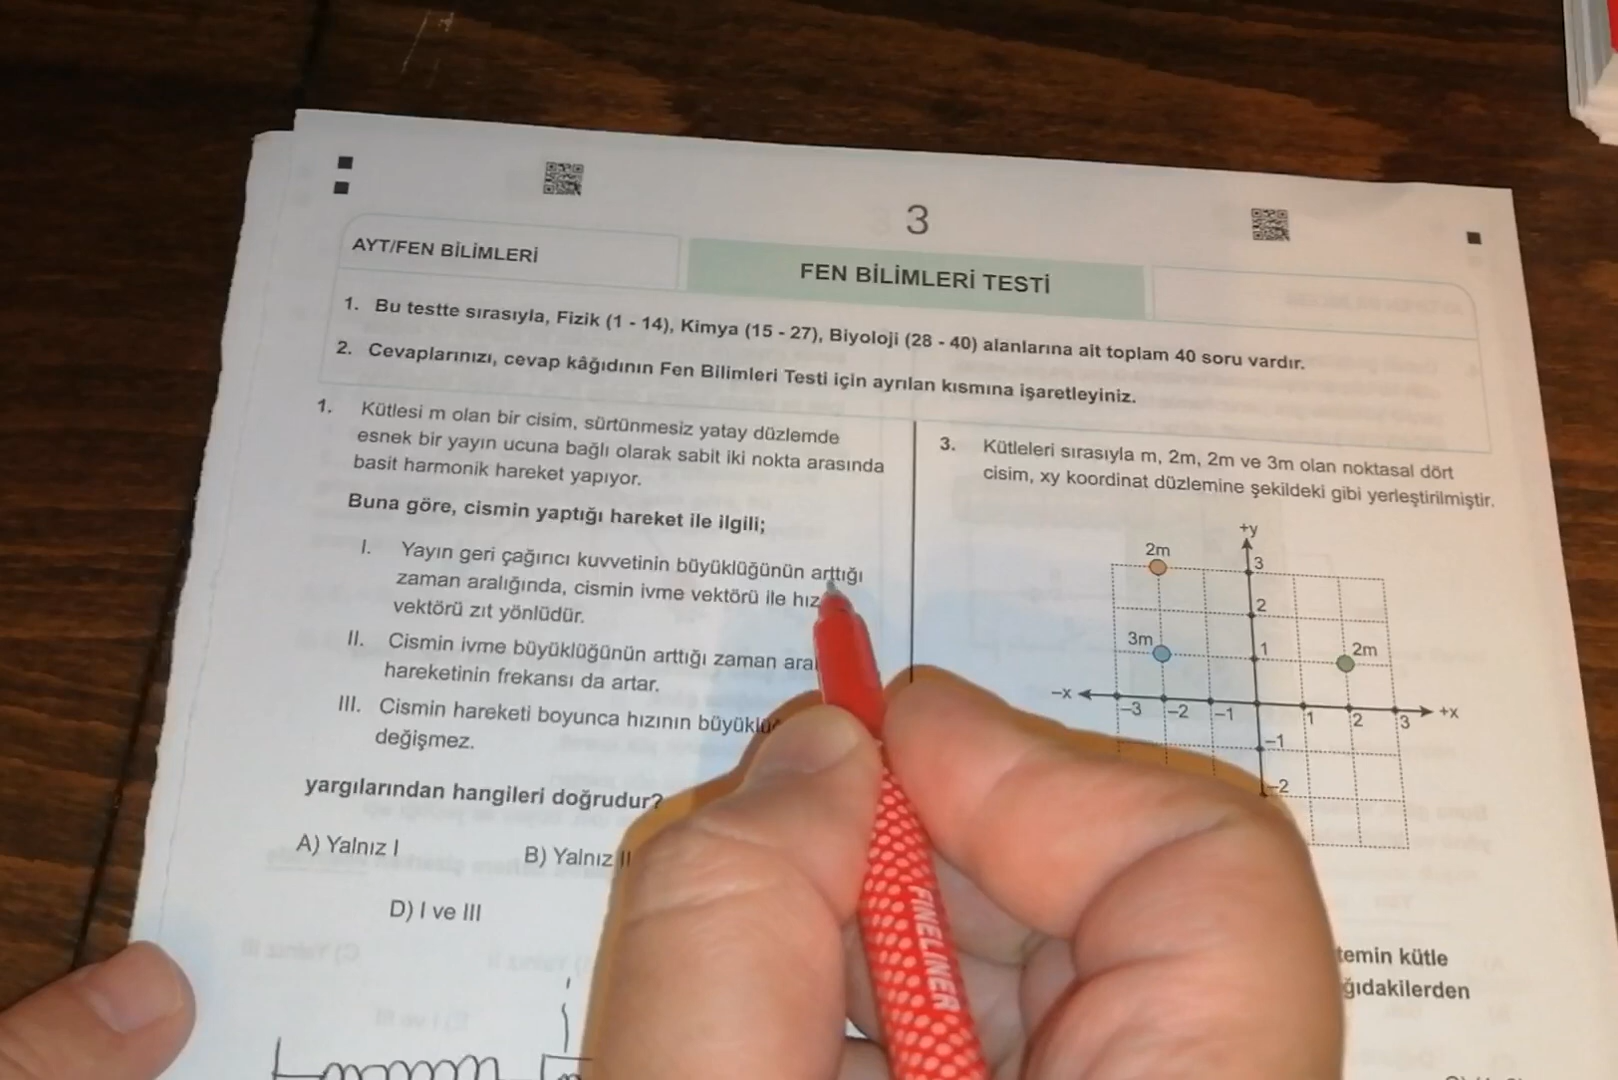 3
AYT/FEN BİLİMLERİ
FEN BİLİMLERİ TESTİ
1. Bu testte sırasıyla, Fizik (1 - 14), Kimya (15 - 27), Biyoloji (28 - 40) alanlarına ait toplam 40 soru vardır.
2. Cevaplarınızı, cevap kâğıdının Fen Bilimleri Testi için ayrılan kısmına işaretleyiniz.
1. Kütlesi m olan bir cisim, sürtünmesiz yatay düzlemde
esnek bir yayın ucuna bağlı olarak sabit iki nokta arasında
basit harmonik hareket yapıyor.
Buna göre, cismin yaptığı hareket ile ilgili;
I. Yayın geri çağırıcı kuvvetinin büyüklüğünün arttığı
zaman aralığında, cismin ivme vektörü ile hız
vektörü zıt yönlüdür.
II. Cismin ivme büyüklüğünün arttığı zaman
hareketinin frekansı da artar.
III. Cismin hareketi boyunca hızının
değişmez.
yargılarından hangileri doğrudur?
A) Yalnız I
B) Yalnız II
D) I ve III
3. Kütleleri sırasıyla m, 2m, 2m ve 3m olan noktasal dört
cisim, xy koordinat düzlemine şekildeki gibi yerleştirilmiştir.
+y
2m
3
2
3m
1
2m
–x
–3 –2 –1 1 2 3 +x
–1
–2
kütle
FINELINER